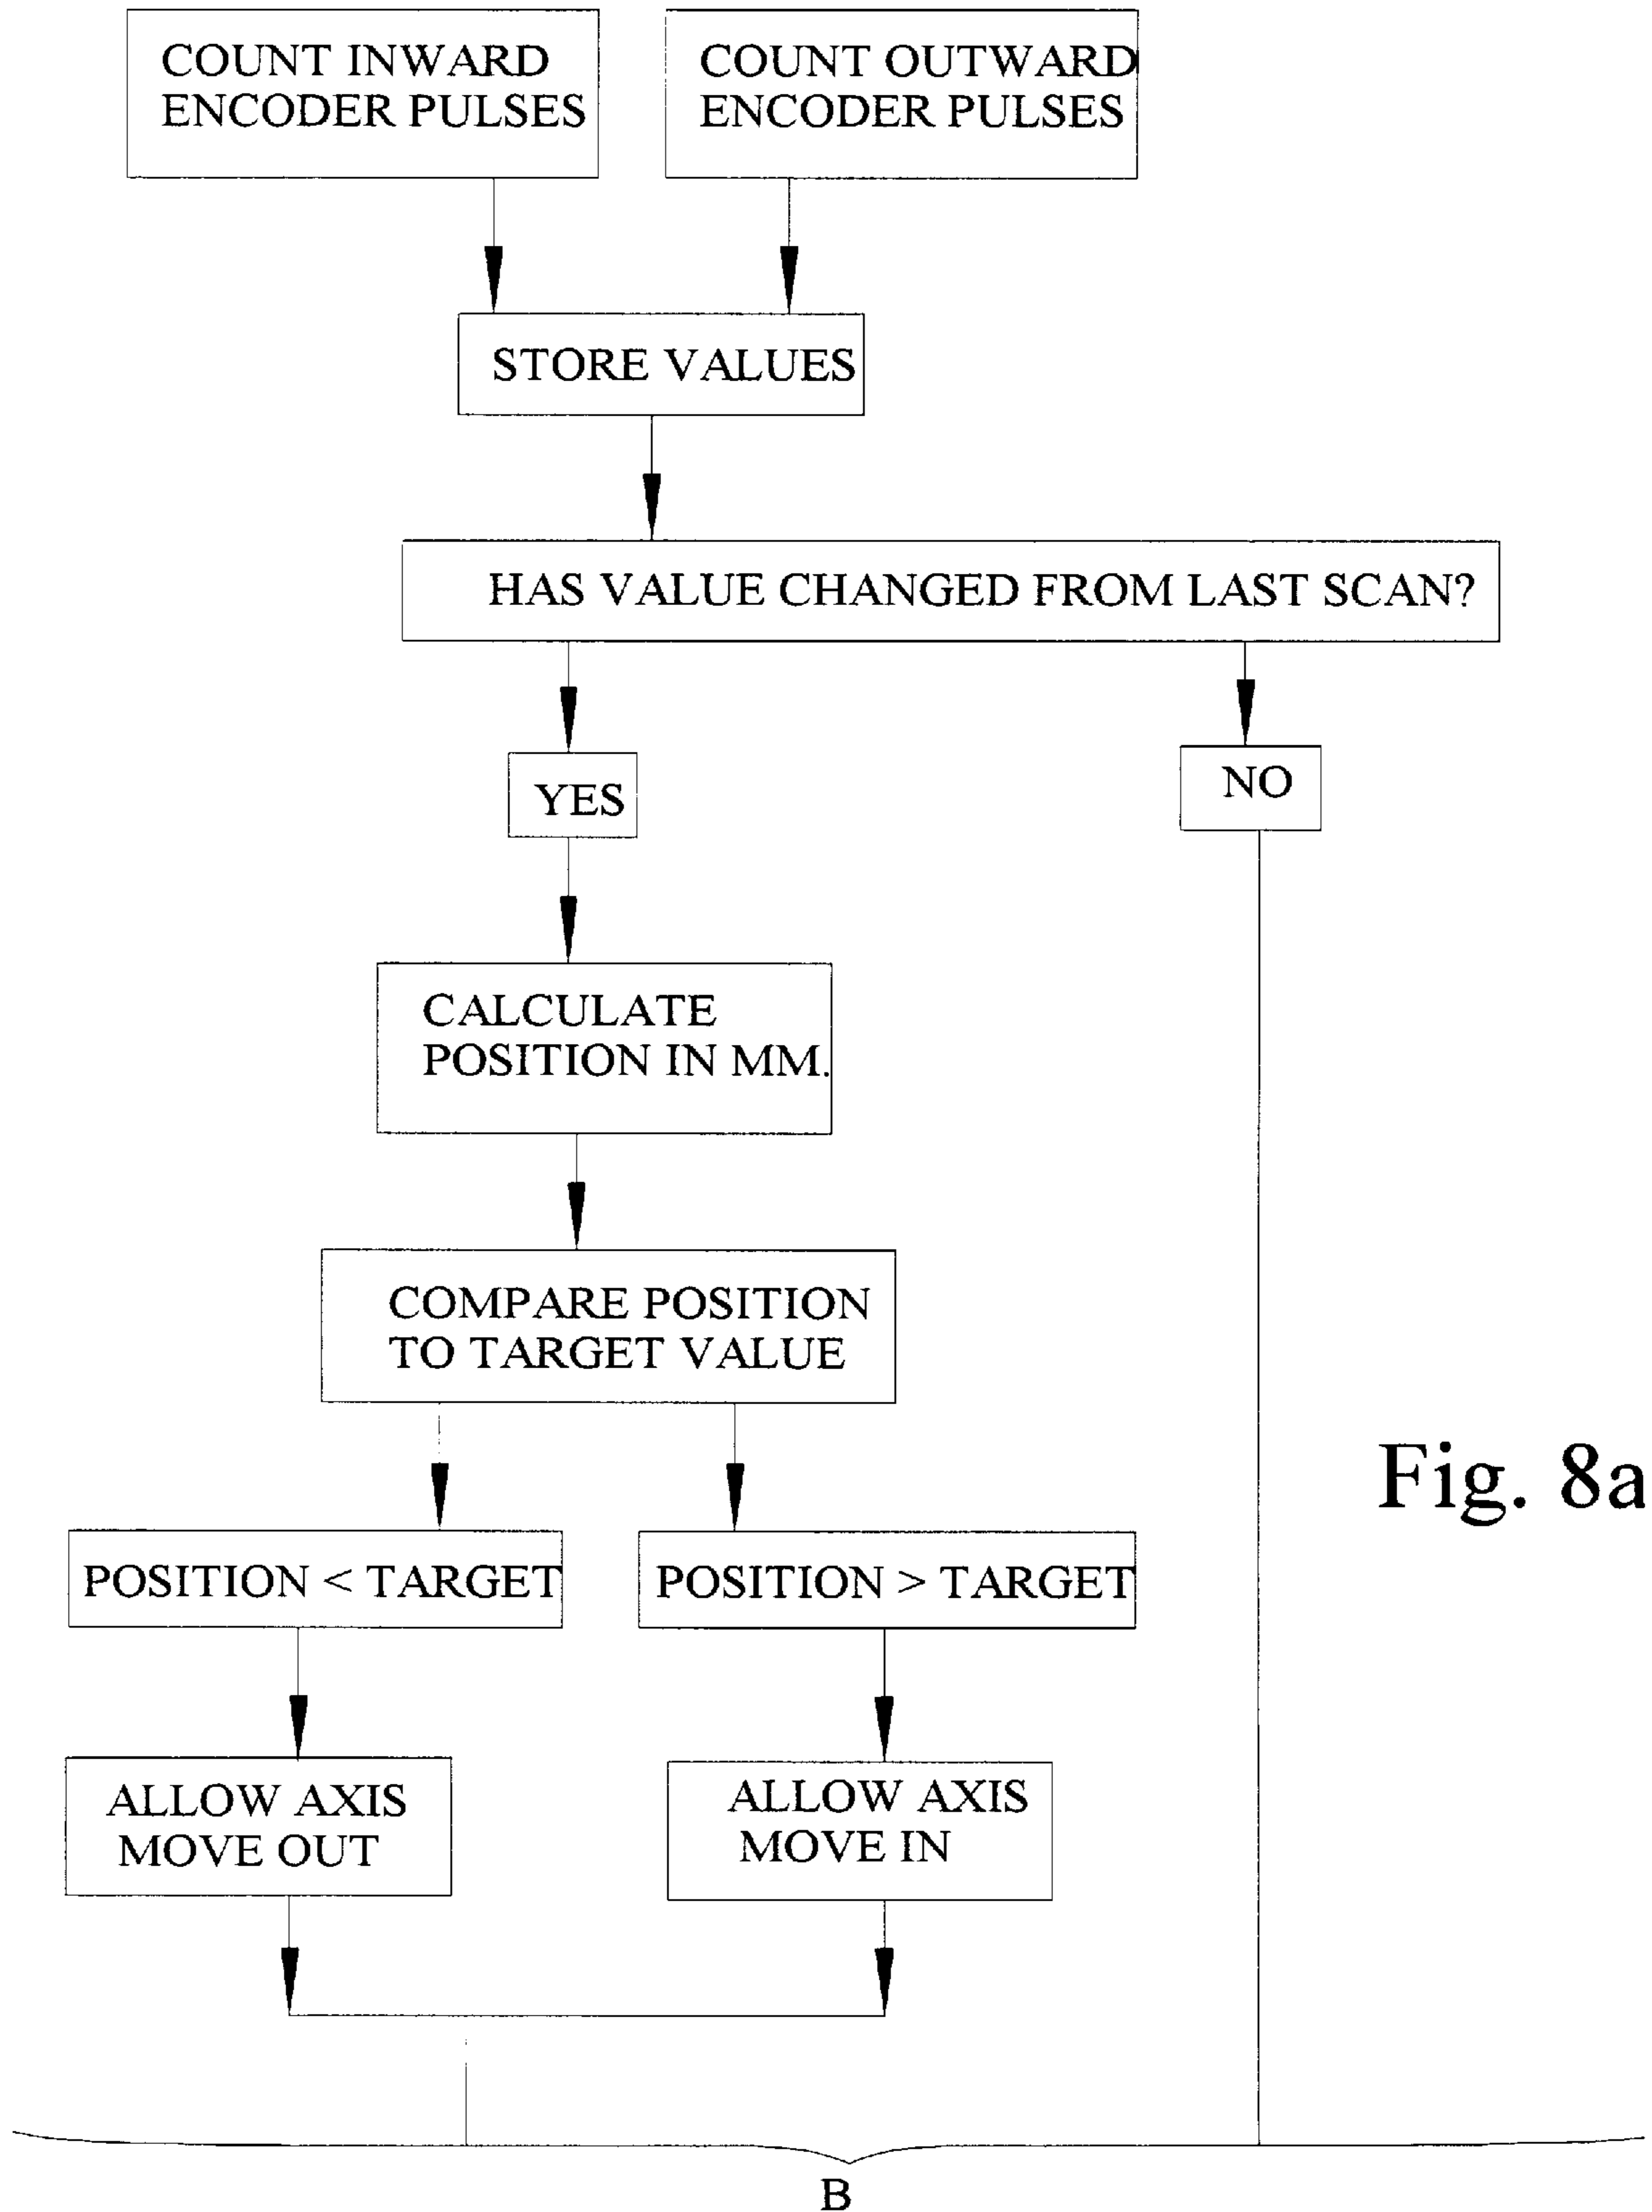 COUNT INWARD
ENCODER PULSES
COUNT OUTWARD
ENCODER PULSES
STORE VALUES
HAS VALUE CHANGED FROM LAST SCAN?
YES
NO
CALCULATE
POSITION IN MM.
COMPARE POSITION
TO TARGET VALUE
Fig. 8a
POSITION < TARGET
POSITION > TARGET
ALLOW AXIS
MOVE OUT
ALLOW AXIS
MOVE IN
B